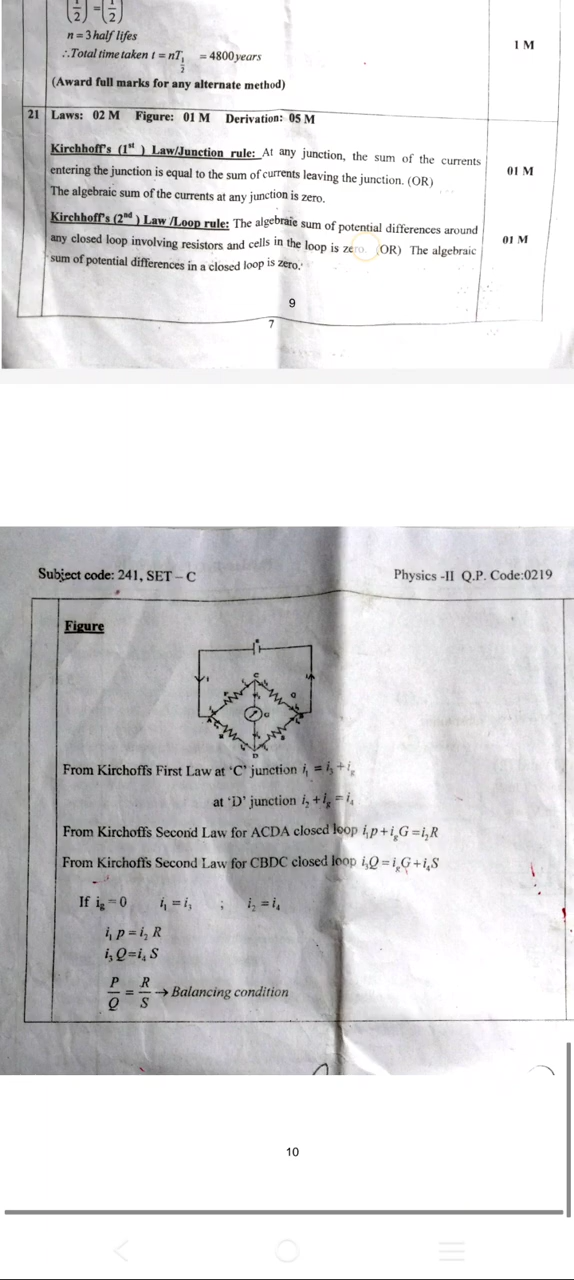 (1/2) = (1/2)
n = 3 half lifes
∴ Total time taken t = nT₁/₂ = 4800 years
1 M
(Award full marks for any alternate method)
21 Laws: 02 M Figure: 01 M Derivation: 05 M
Kirchhoff's (1st ) Law/Junction rule: At any junction, the sum of the currents
entering the junction is equal to the sum of currents leaving the junction. (OR)
01 M
The algebraic sum of the currents at any junction is zero.
Kirchhoff's (2nd ) Law /Loop rule: The algebraic sum of potential differences around
any closed loop involving resistors and cells in the loop is zero. (OR) The algebraic
01 M
sum of potential differences in a closed loop is zero.
9
7
Subject code: 241, SET – C Physics -II Q.P. Code:0219
Figure
C
Q
G
D
From Kirchoffs First Law at 'C' junction i₁ = i₃ + i_g
at 'D' junction i₂ + i_g = i₄
From Kirchoffs Second Law for ACDA closed loop i₁p + i_gG = i₂R
From Kirchoffs Second Law for CBDC closed loop i₃Q = i_gG + i₄S
If i_g = 0 i₁ = i₃ ; i₂ = i₄
i₁ p = i₂ R
i₃ Q = i₄ S
P/Q = R/S → Balancing condition
10